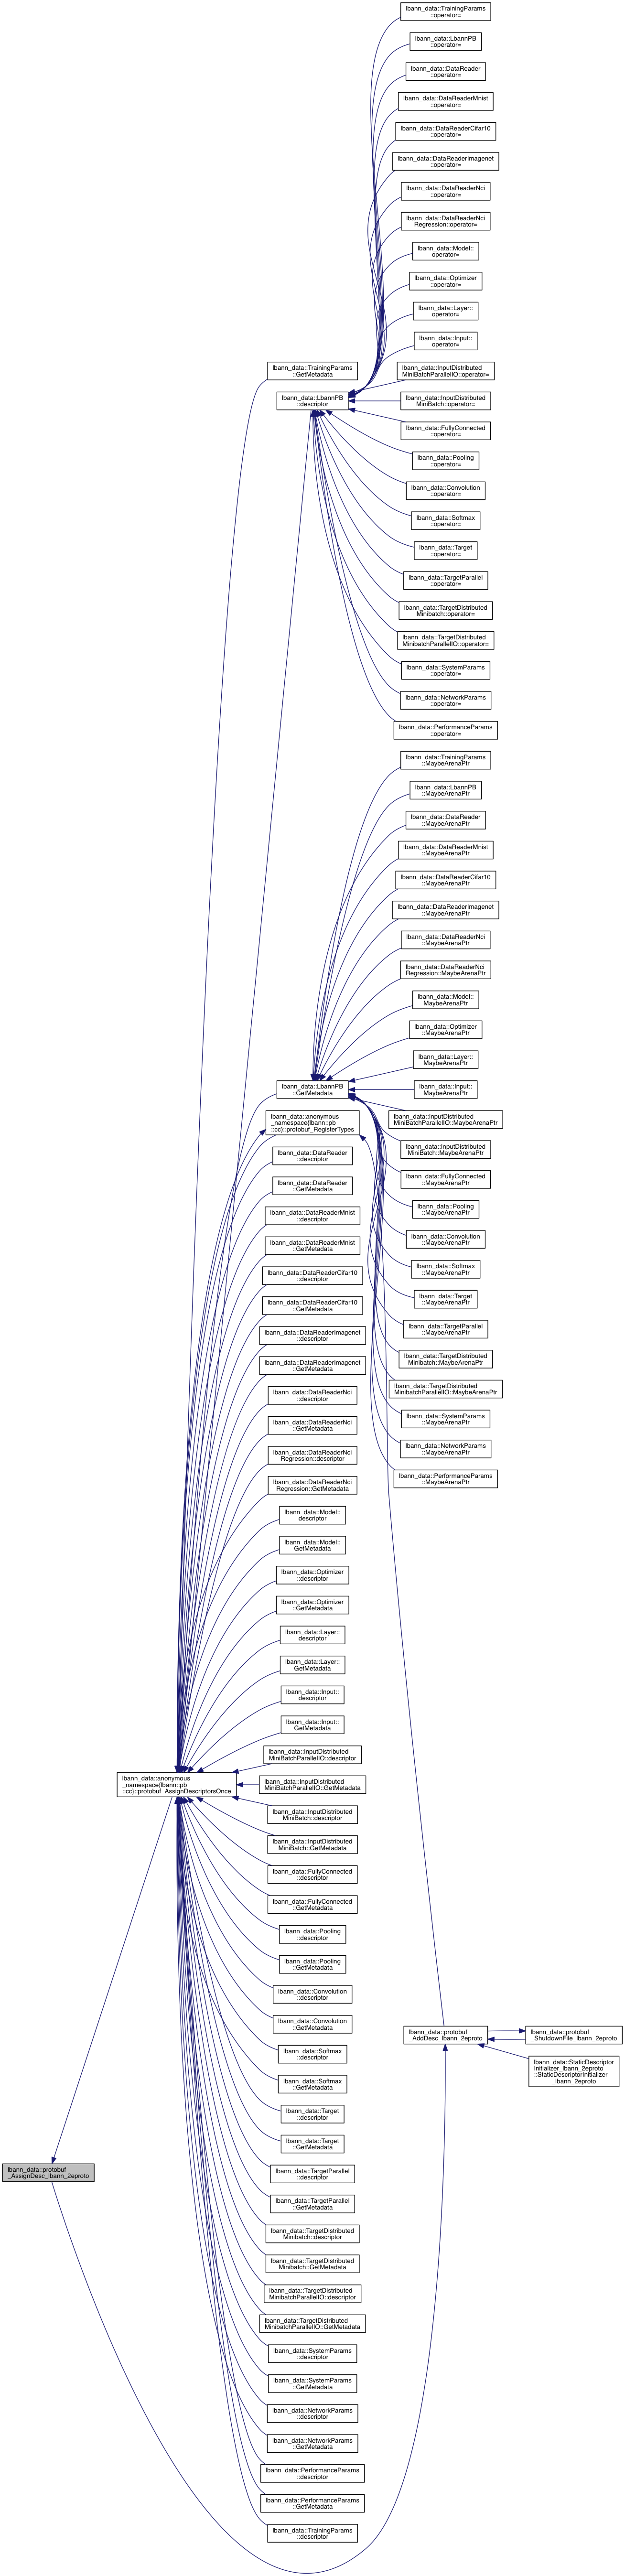 lbann_data::TrainingParams
::operator=
lbann_data::LbannPB
::operator=
lbann_data::DataReader
::operator=
lbann_data::DataReaderMnist
::operator=
lbann_data::DataReaderCifar10
::operator=
lbann_data::DataReaderImagenet
::operator=
lbann_data::DataReaderNci
::operator=
lbann_data::DataReaderNci
Regression::operator=
lbann_data::Model::
operator=
lbann_data::Optimizer
::operator=
lbann_data::Layer::
operator=
lbann_data::Input::
operator=
lbann_data::TrainingParams
::GetMetadata
lbann_data::InputDistributed
MiniBatchParallelIO::operator=
lbann_data::LbannPB
::descriptor
lbann_data::InputDistributed
MiniBatch::operator=
lbann_data::FullyConnected
::operator=
lbann_data::Pooling
::operator=
lbann_data::Convolution
::operator=
lbann_data::Softmax
::operator=
lbann_data::Target
::operator=
lbann_data::TargetParallel
::operator=
lbann_data::TargetDistributed
Minibatch::operator=
lbann_data::TargetDistributed
MinibatchParallelIO::operator=
lbann_data::SystemParams
::operator=
lbann_data::NetworkParams
::operator=
lbann_data::PerformanceParams
::operator=
lbann_data::TrainingParams
::MaybeArenaPtr
lbann_data::LbannPB
::MaybeArenaPtr
lbann_data::DataReader
::MaybeArenaPtr
lbann_data::DataReaderMnist
::MaybeArenaPtr
lbann_data::DataReaderCifar10
::MaybeArenaPtr
lbann_data::DataReaderImagenet
::MaybeArenaPtr
lbann_data::DataReaderNci
::MaybeArenaPtr
lbann_data::DataReaderNci
Regression::MaybeArenaPtr
lbann_data::Model::
MaybeArenaPtr
lbann_data::Optimizer
::MaybeArenaPtr
lbann_data::Layer::
MaybeArenaPtr
lbann_data::LbannPB
::GetMetadata
lbann_data::Input::
MaybeArenaPtr
lbann_data::anonymous
_namespace{lbann::pb
::cc}::protobuf_RegisterTypes
lbann_data::InputDistributed
MiniBatchParallelIO::MaybeArenaPtr
lbann_data::InputDistributed
MiniBatch::MaybeArenaPtr
lbann_data::DataReader
::descriptor
lbann_data::FullyConnected
::MaybeArenaPtr
lbann_data::DataReader
::GetMetadata
lbann_data::Pooling
::MaybeArenaPtr
lbann_data::DataReaderMnist
::descriptor
lbann_data::Convolution
::MaybeArenaPtr
lbann_data::DataReaderMnist
::GetMetadata
lbann_data::Softmax
::MaybeArenaPtr
lbann_data::DataReaderCifar10
::descriptor
lbann_data::Target
::MaybeArenaPtr
lbann_data::DataReaderCifar10
::GetMetadata
lbann_data::TargetParallel
::MaybeArenaPtr
lbann_data::DataReaderImagenet
::descriptor
lbann_data::TargetDistributed
Minibatch::MaybeArenaPtr
lbann_data::DataReaderImagenet
::GetMetadata
lbann_data::TargetDistributed
MinibatchParallelIO::MaybeArenaPtr
lbann_data::DataReaderNci
::descriptor
lbann_data::SystemParams
::MaybeArenaPtr
lbann_data::DataReaderNci
::GetMetadata
lbann_data::NetworkParams
::MaybeArenaPtr
lbann_data::DataReaderNci
Regression::descriptor
lbann_data::PerformanceParams
::MaybeArenaPtr
lbann_data::DataReaderNci
Regression::GetMetadata
lbann_data::Model::
descriptor
lbann_data::Model::
GetMetadata
lbann_data::Optimizer
::descriptor
lbann_data::Optimizer
::GetMetadata
lbann_data::Layer::
descriptor
lbann_data::Layer::
GetMetadata
lbann_data::Input::
descriptor
lbann_data::Input::
GetMetadata
lbann_data::InputDistributed
MiniBatchParallelIO::descriptor
lbann_data::anonymous
_namespace{lbann::pb
::cc}::protobuf_AssignDescriptorsOnce
lbann_data::InputDistributed
MiniBatchParallelIO::GetMetadata
lbann_data::InputDistributed
MiniBatch::descriptor
lbann_data::InputDistributed
MiniBatch::GetMetadata
lbann_data::FullyConnected
::descriptor
lbann_data::FullyConnected
::GetMetadata
lbann_data::Pooling
::descriptor
lbann_data::Pooling
::GetMetadata
lbann_data::Convolution
::descriptor
lbann_data::Convolution
::GetMetadata
lbann_data::protobuf
_AddDesc_lbann_2eproto
lbann_data::protobuf
_ShutdownFile_lbann_2eproto
lbann_data::Softmax
::descriptor
lbann_data::StaticDescriptor
Initializer_lbann_2eproto
::StaticDescriptorInitializer
_lbann_2eproto
lbann_data::Softmax
::GetMetadata
lbann_data::Target
::descriptor
lbann_data::Target
::GetMetadata
lbann_data::protobuf
_AssignDesc_lbann_2eproto
lbann_data::TargetParallel
::descriptor
lbann_data::TargetParallel
::GetMetadata
lbann_data::TargetDistributed
Minibatch::descriptor
lbann_data::TargetDistributed
Minibatch::GetMetadata
lbann_data::TargetDistributed
MinibatchParallelIO::descriptor
lbann_data::TargetDistributed
MinibatchParallelIO::GetMetadata
lbann_data::SystemParams
::descriptor
lbann_data::SystemParams
::GetMetadata
lbann_data::NetworkParams
::descriptor
lbann_data::NetworkParams
::GetMetadata
lbann_data::PerformanceParams
::descriptor
lbann_data::PerformanceParams
::GetMetadata
lbann_data::TrainingParams
::descriptor